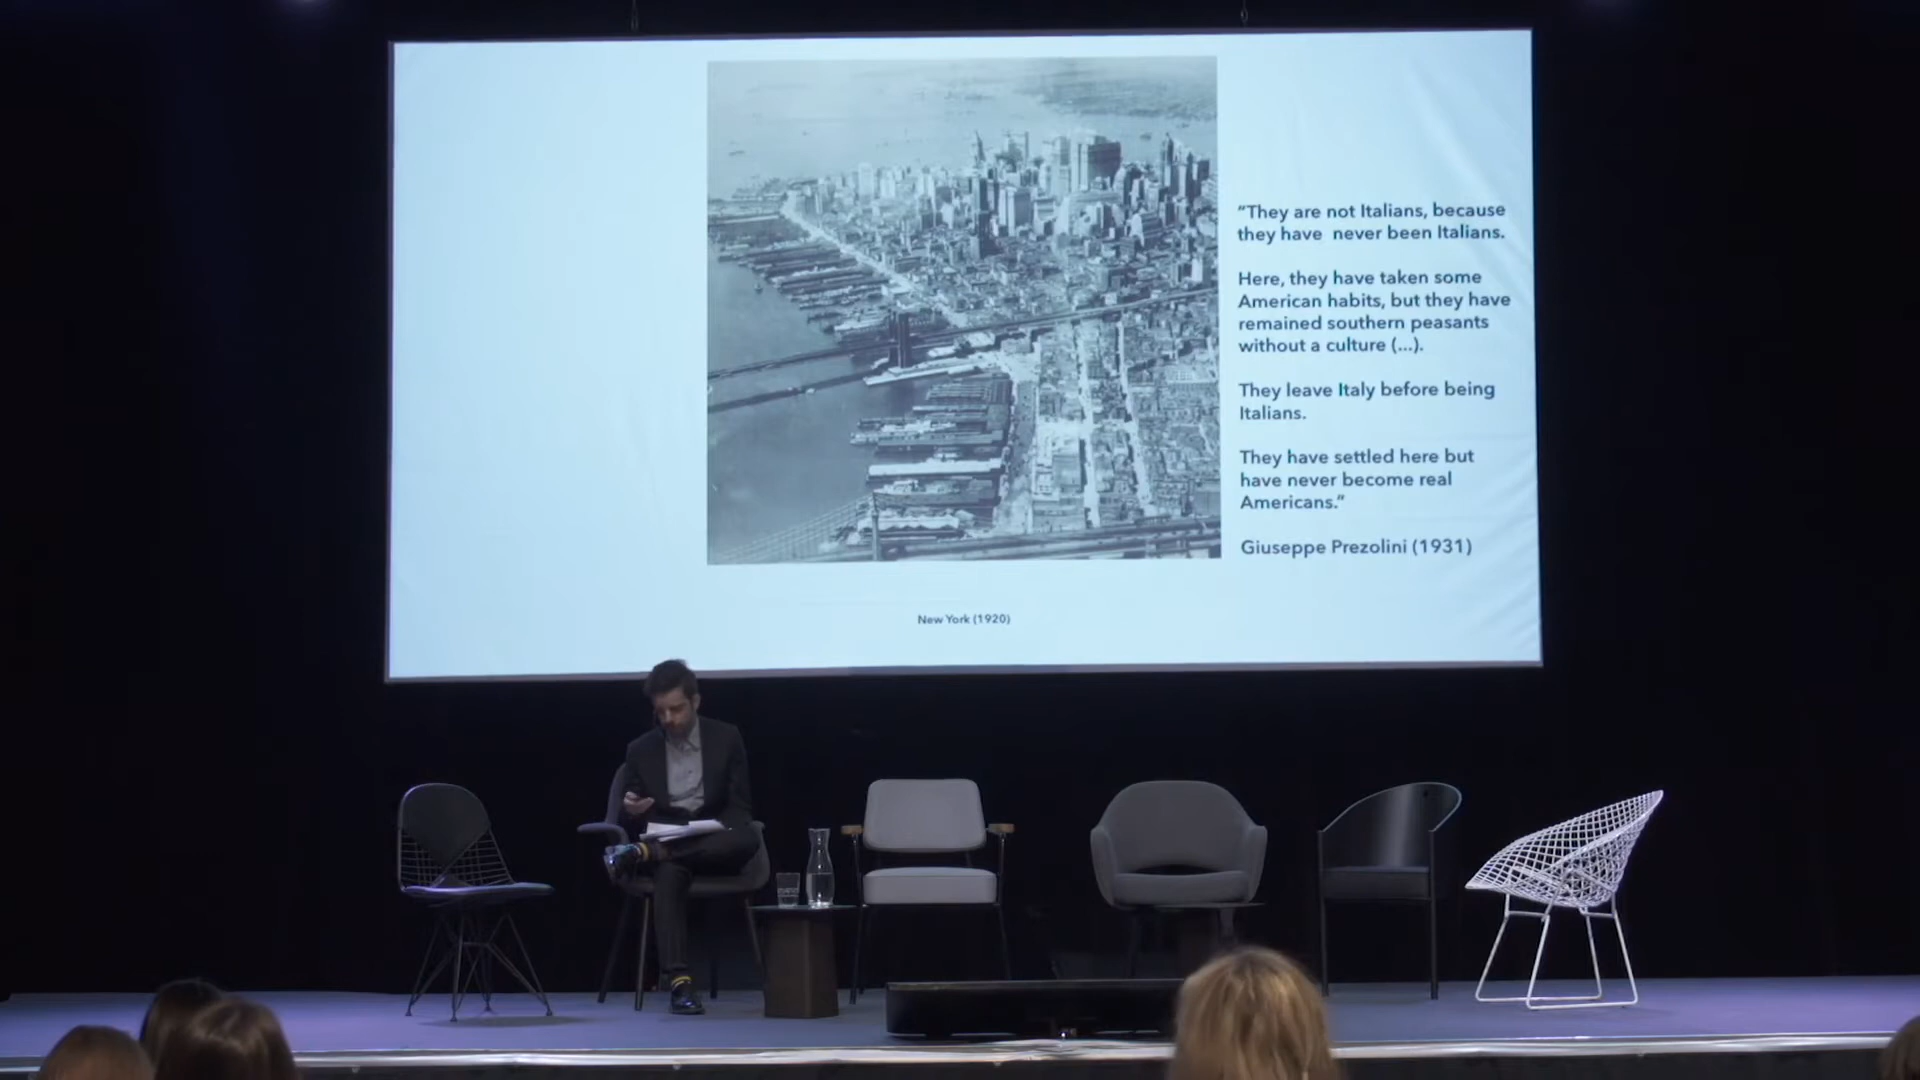 “They are not Italians, because
they have never been Italians.
Here, they have taken some
American habits, but they have
remained southern peasants
without a culture (...).
They leave Italy before being
Italians.
They have settled here but
have never become real
Americans.”
Giuseppe Prezolini (1931)
New York (1920)